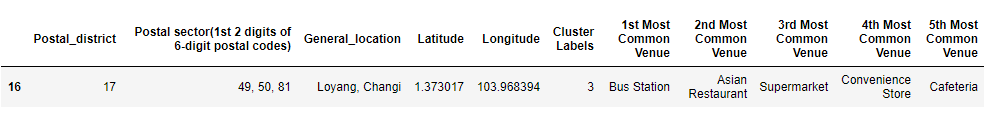 Postal_district Postal sector(1st 2 digits of 6-digit postal codes) General_location Latitude Longitude Cluster Labels 1st Most Common Venue 2nd Most Common Venue 3rd Most Common Venue 4th Most Common Venue 5th Most Common Venue
16 17 49, 50, 81 Loyang, Changi 1.373017 103.968394 3 Bus Station Asian Restaurant Supermarket Convenience Store Cafeteria